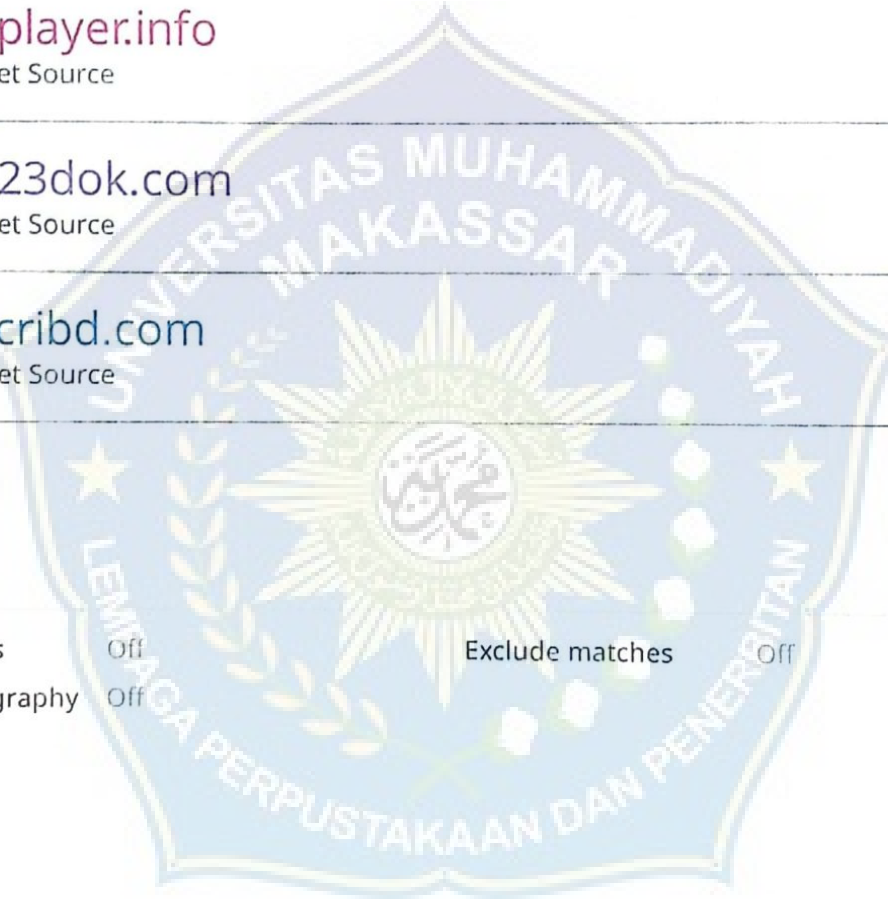 player.info
et Source
23dok.com
et Source
cribd.com
et Source
s Off
graphy Off
Exclude matches Off
UNIVERSITAS MUHAMMADIYAH
MAKASSAR
محمدية
LEMBAGA PERPUSTAKAAN DAN PENERBITAN